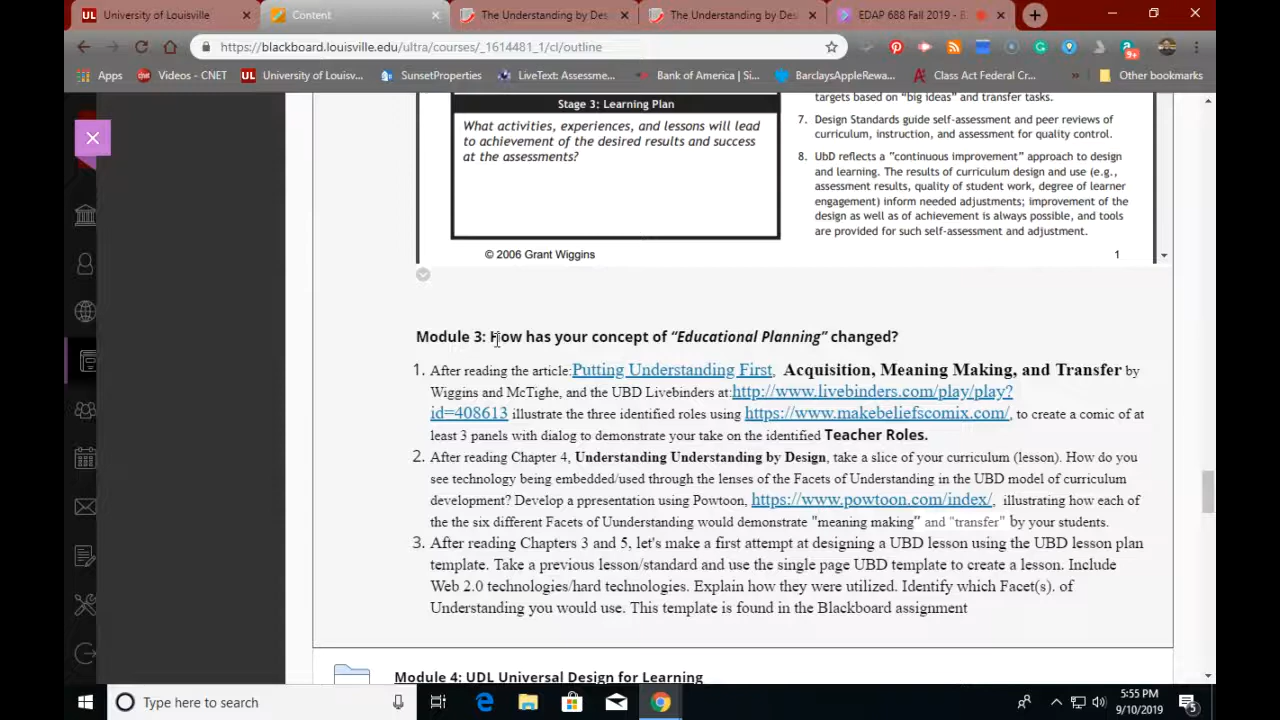 University of Louisville
Content
The Understanding by Des
The Understanding by Des
EDAP 688 Fall 2019 - B
https://blackboard.louisville.edu/ultra/courses/_1614481_1/cl/outline
9+
Apps
Videos - CNET
University of Louisv...
SunsetProperties
LiveText: Assessme...
Bank of America | Sic...
BarclaysAppleRewa...
Class Act Federal Cr...
»
Other bookmarks
targets based on "big ideas" and transfer tasks.
Stage 3: Learning Plan
What activities, experiences, and lessons will lead
to achievement of the desired results and success
at the assessments?
7. Design Standards guide self-assessment and peer reviews of
curriculum, instruction, and assessment for quality control.
8. UbD reflects a "continuous improvement" approach to design
and learning. The results of curriculum design and use (e.g.,
assessment results, quality of student work, degree of learner
engagement) inform needed adjustments; improvement of the
design as well as of achievement is always possible, and tools
are provided for such self-assessment and adjustment.
© 2006 Grant Wiggins
1
Module 3: How has your concept of “Educational Planning” changed?
1. After reading the article:Putting Understanding First, Acquisition, Meaning Making, and Transfer by
Wiggins and McTighe, and the UBD Livebinders at:http://www.livebinders.com/play/play?
id=408613 illustrate the three identified roles using https://www.makebeliefscomix.com/, to create a comic of at
least 3 panels with dialog to demonstrate your take on the identified Teacher Roles.
2. After reading Chapter 4, Understanding Understanding by Design, take a slice of your curriculum (lesson). How do you
see technology being embedded/used through the lenses of the Facets of Understanding in the UBD model of curriculum
development? Develop a ppresentation using Powtoon, https://www.powtoon.com/index/, illustrating how each of
the the six different Facets of Uunderstanding would demonstrate "meaning making" and "transfer" by your students.
3. After reading Chapters 3 and 5, let's make a first attempt at designing a UBD lesson using the UBD lesson plan
template. Take a previous lesson/standard and use the single page UBD template to create a lesson. Include
Web 2.0 technologies/hard technologies. Explain how they were utilized. Identify which Facet(s). of
Understanding you would use. This template is found in the Blackboard assignment
Module 4: UDL Universal Design for Learning
Type here to search
5:55 PM
9/10/2019
5